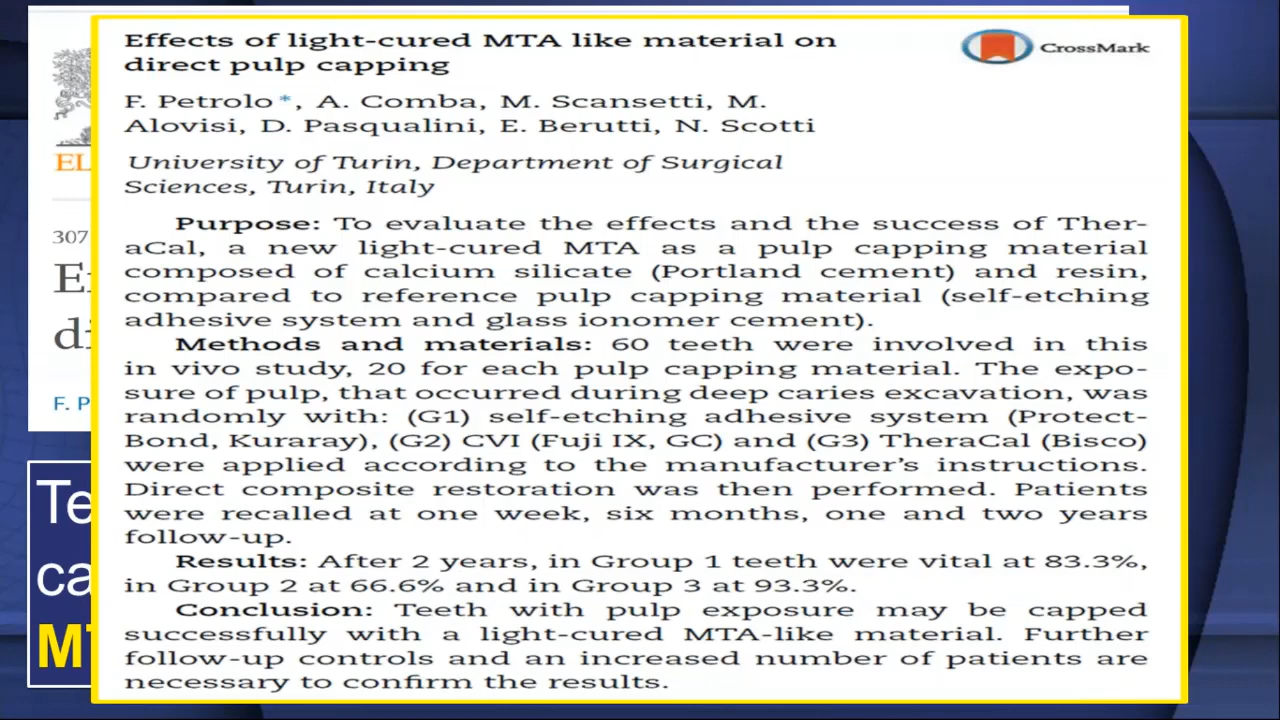 Effects of light-cured MTA like material on
direct pulp capping
CrossMark
F. Petrolo*, A. Comba, M. Scansetti, M.
Alovisi, D. Pasqualini, E. Berutti, N. Scotti
University of Turin, Department of Surgical
Sciences, Turin, Italy
Purpose: To evaluate the effects and the success of Ther-
aCal, a new light-cured MTA as a pulp capping material
composed of calcium silicate (Portland cement) and resin,
compared to reference pulp capping material (self-etching
adhesive system and glass ionomer cement).
Methods and materials: 60 teeth were involved in this
in vivo study, 20 for each pulp capping material. The expo-
sure of pulp, that occurred during deep caries excavation, was
randomly with: (G1) self-etching adhesive system (Protect-
Bond, Kuraray), (G2) CVI (Fuji IX, GC) and (G3) TheraCal (Bisco)
were applied according to the manufacturer's instructions.
Direct composite restoration was then performed. Patients
were recalled at one week, six months, one and two years
follow-up.
Results: After 2 years, in Group 1 teeth were vital at 83.3%,
in Group 2 at 66.6% and in Group 3 at 93.3%.
Conclusion: Teeth with pulp exposure may be capped
successfully with a light-cured MTA-like material. Further
follow-up controls and an increased number of patients are
necessary to confirm the results.
EL
307
di
F. P
Te
ca